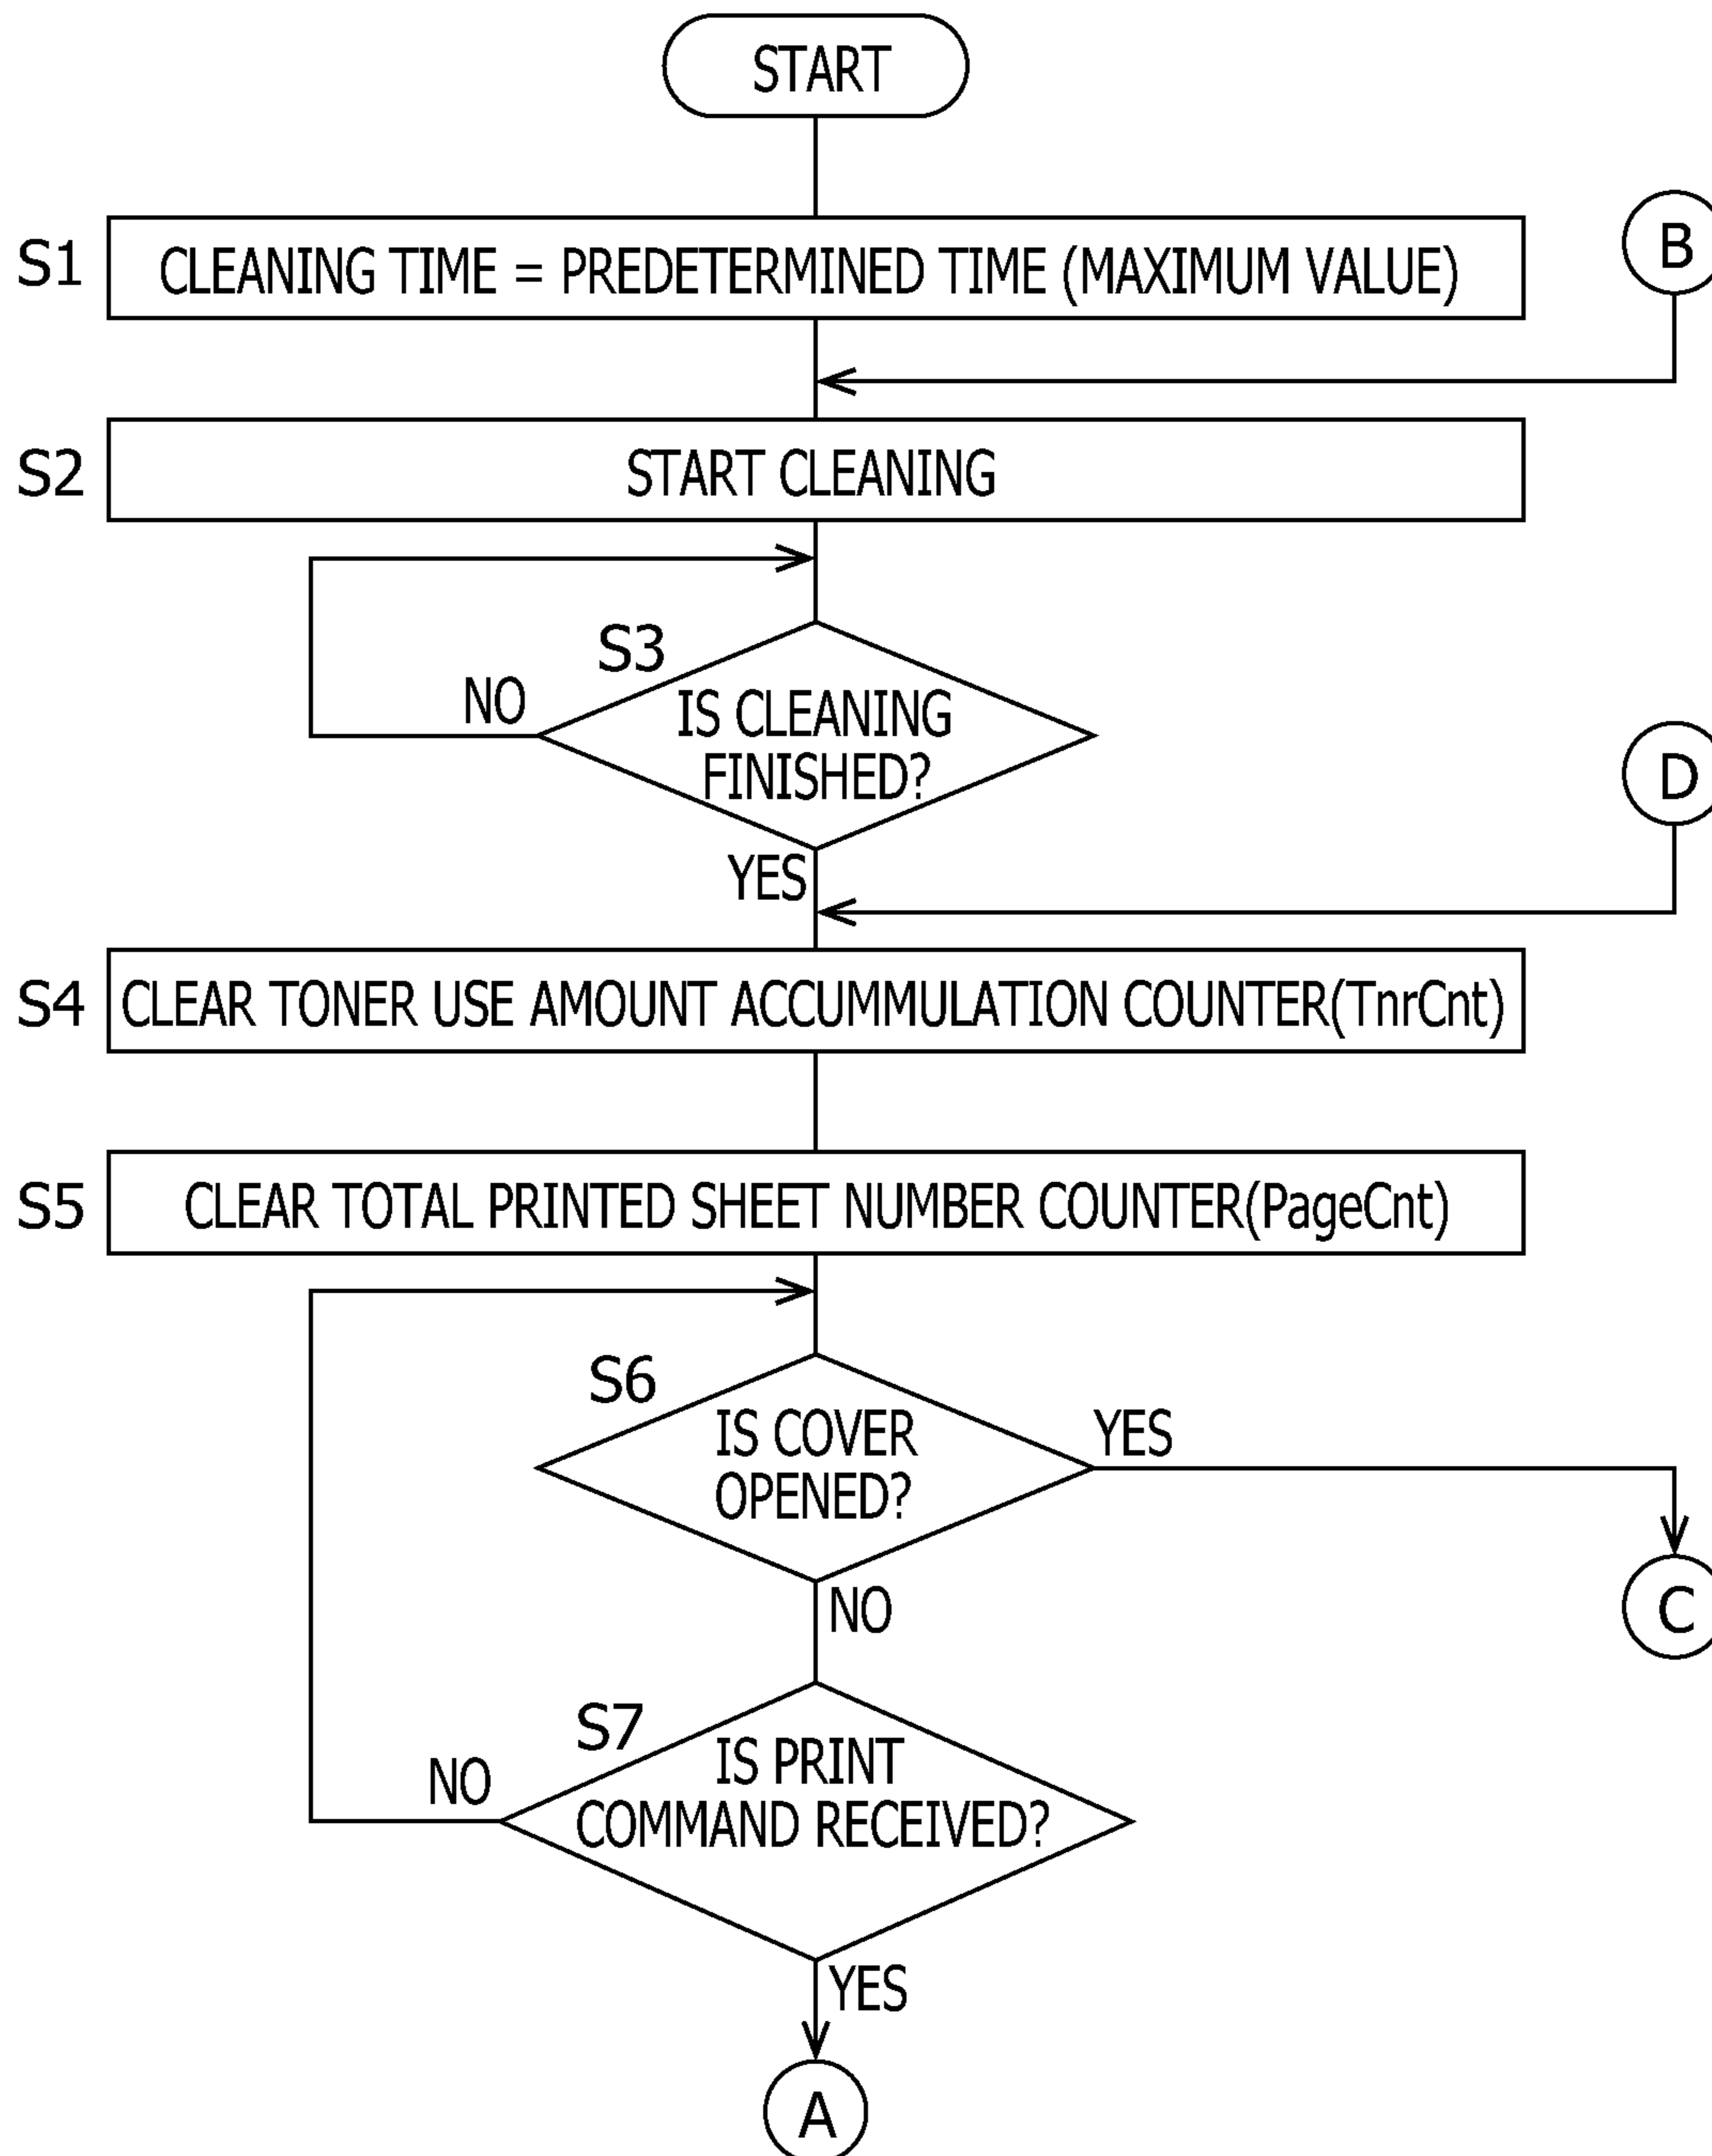 START
S1
CLEANING TIME = PREDETERMINED TIME (MAXIMUM VALUE)
B
S2
START CLEANING
S3
NO
IS CLEANING
FINISHED?
D
YES
S4
CLEAR TONER USE AMOUNT ACCUMMULATION COUNTER(TnrCnt)
S5
CLEAR TOTAL PRINTED SHEET NUMBER COUNTER(PageCnt)
S6
IS COVER
OPENED?
YES
NO
C
S7
NO
IS PRINT
COMMAND RECEIVED?
YES
A